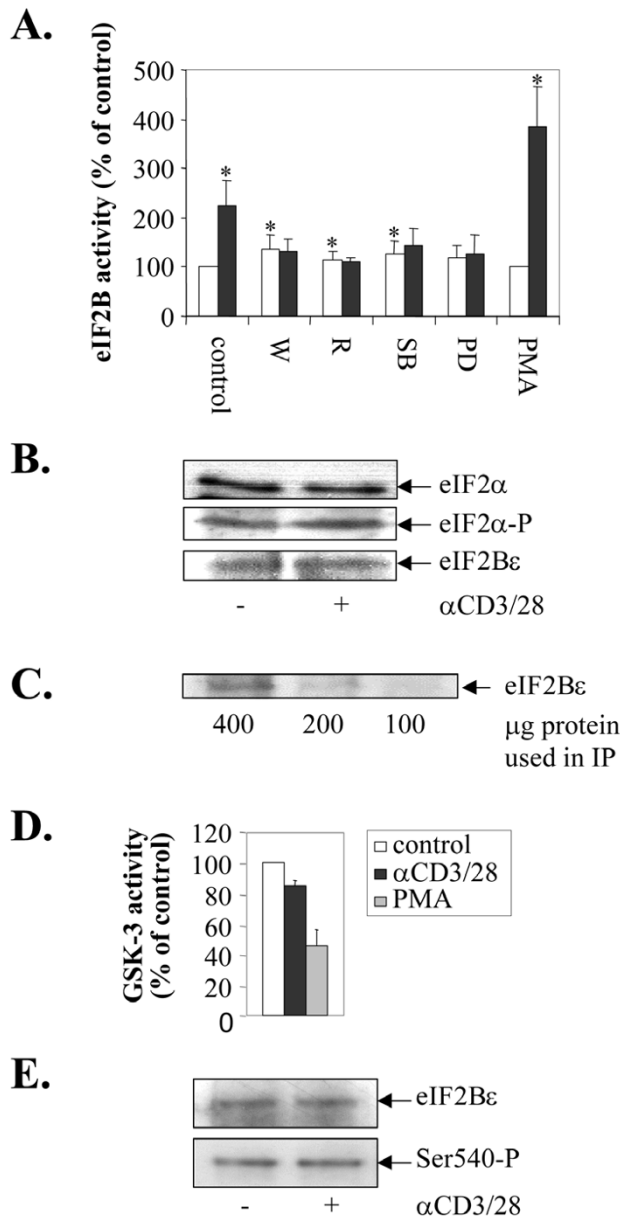 A.
eIF2B activity (% of control)
500
400
300
200
100
0
*
*
*
*
*
control
W
R
SB
PD
PMA
B.
eIF2α
eIF2α-P
eIF2Bε
- + αCD3/28
C.
eIF2Bε
400 200 100 μg protein
used in IP
D.
GSK-3 activity
(% of control)
120
100
80
60
40
20
0
control
αCD3/28
PMA
E.
eIF2Bε
Ser540-P
- + αCD3/28